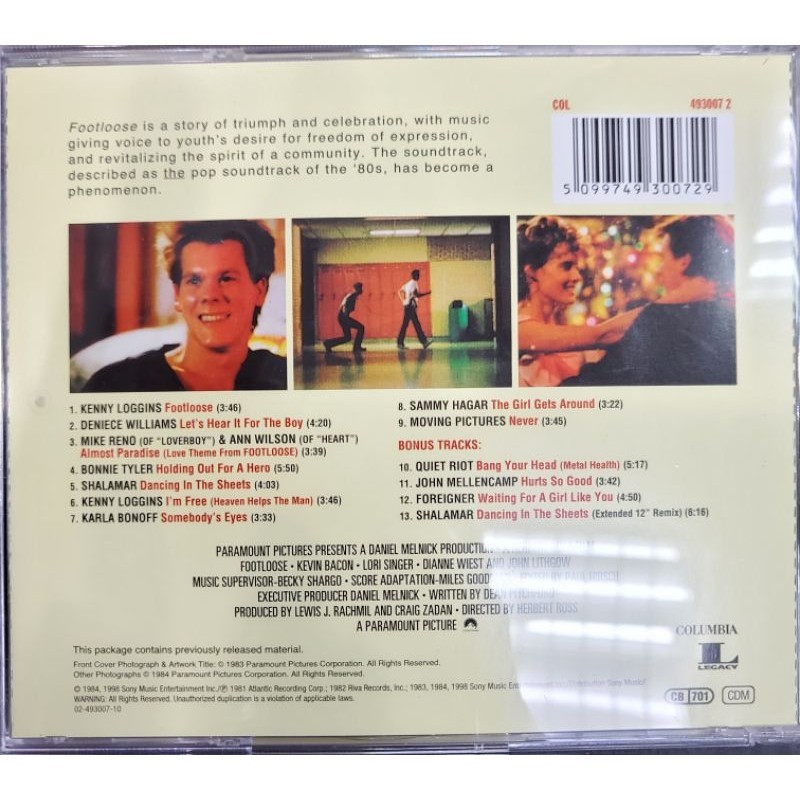 Footloose is a story of triumph and celebration, with music
giving voice to youth's desire for freedom of expression,
and revitalizing the spirit of a community. The soundtrack,
described as the pop soundtrack of the '80s, has become a
phenomenon.
COL 493007 2
5 099749 300729
1. KENNY LOGGINS Footloose (3:46)
2. DENIECE WILLIAMS Let's Hear It For The Boy (4:20)
3. MIKE RENO (OF "LOVERBOY") & ANN WILSON (OF "HEART")
Almost Paradise (Love Theme From FOOTLOOSE) (3:39)
4. BONNIE TYLER Holding Out For A Hero (5:50)
5. SHALAMAR Dancing In The Sheets (4:03)
6. KENNY LOGGINS I'm Free (Heaven Helps The Man) (3:46)
7. KARLA BONOFF Somebody's Eyes (3:33)
8. SAMMY HAGAR The Girl Gets Around (3:22)
9. MOVING PICTURES Never (3:45)
BONUS TRACKS:
10. QUIET RIOT Bang Your Head (Metal Health) (5:17)
11. JOHN MELLENCAMP Hurts So Good (3:42)
12. FOREIGNER Waiting For A Girl Like You (4:50)
13. SHALAMAR Dancing In The Sheets (Extended 12" Remix) (6:16)
PARAMOUNT PICTURES PRESENTS A DANIEL MELNICK PRODUCTION
FOOTLOOSE • KEVIN BACON • LORI SINGER • DIANNE WIEST AND JOHN LITHGOW
MUSIC SUPERVISOR-BECKY SHARGO • SCORE ADAPTATION-MILES
EXECUTIVE PRODUCER DANIEL MELNICK • WRITTEN BY DEAN PITCHFORD
PRODUCED BY LEWIS J. RACHMIL AND CRAIG ZADAN • DIRECTED BY HERBERT ROSS
A PARAMOUNT PICTURE
COLUMBIA
L
LEGACY
This package contains previously released material.
Front Cover Photograph & Artwork Title: © 1983 Paramount Pictures Corporation. All Rights Reserved.
Other Photographs © 1984 Paramount Pictures Corporation. All Rights Reserved.
© 1984, 1998 Sony Music Entertainment Inc./℗ 1981 Atlantic Recording Corp.; 1982 Riva Records, Inc.; 1983, 1984, 1998 Sony Music Entertainment Inc./Distribution Sony Music/
WARNING: All Rights Reserved. Unauthorized duplication is a violation of applicable laws.
02-493007-10
CB 701 CDM